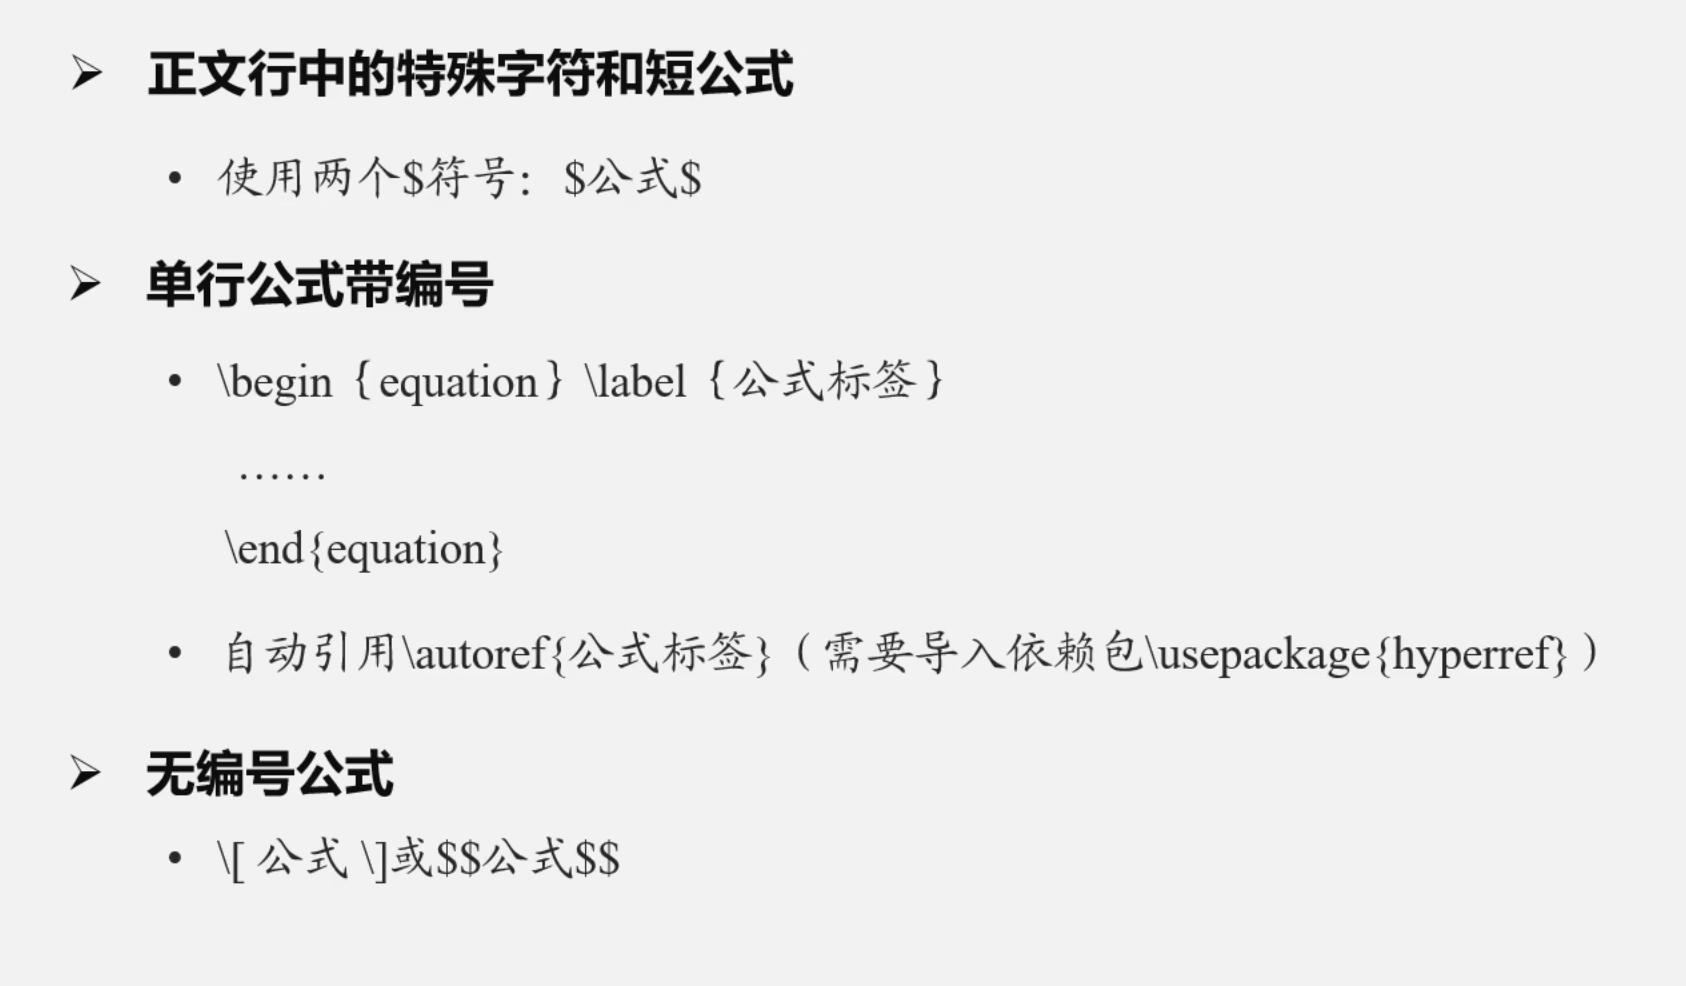 ➢ 正文行中的特殊字符和短公式
• 使用两个$符号：$公式$
➢ 单行公式带编号
• \begin｛equation｝\label｛公式标签｝
……
\end{equation}
• 自动引用\autoref{公式标签}（需要导入依赖包\usepackage{hyperref}）
➢ 无编号公式
• \[ 公式 \]或$$公式$$